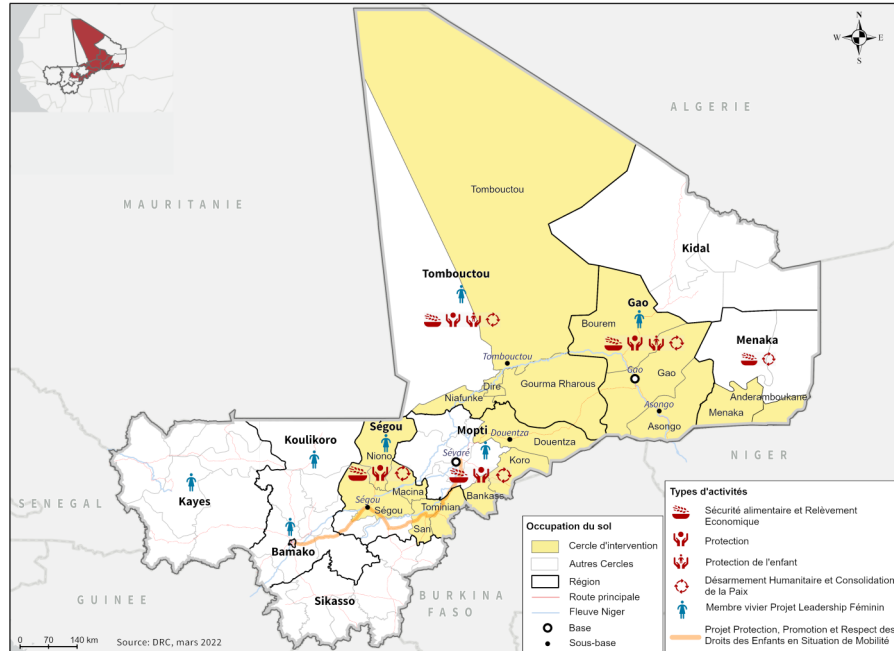 N
W E
S
ALGERIE
MAURITANIE
Tombouctou
Kidal
Tombouctou
Gao
Bourem
Menaka
Tombouctou
Gao
Gao
Gourma Rharous
Dire
Niafunke
Anderamboukane
Asongo
Menaka
Asongo
Ségou
Mopti
Douentza
Douentza
Koulikoro
Niono
Sévaré
Koro
NIGER
Kayes
Macina
Bankass
SENEGAL
Ségou
Ségou
Tominian
San
Bamako
GUINEE
BURKINA
FASO
Sikasso
0 70 140 km
Source: DRC, mars 2022
Occupation du sol
Cercle d'intervention
Autres Cercles
Région
Route principale
Fleuve Niger
Base
Sous-base
Types d'activités
Sécurité alimentaire et Relèvement
Economique
Protection
Protection de l'enfant
Désarmement Humanitaire et Consolidation
de la Paix
Membre vivier Projet Leadership Féminin
Projet Protection, Promotion et Respect des
Droits des Enfants en Situation de Mobilité